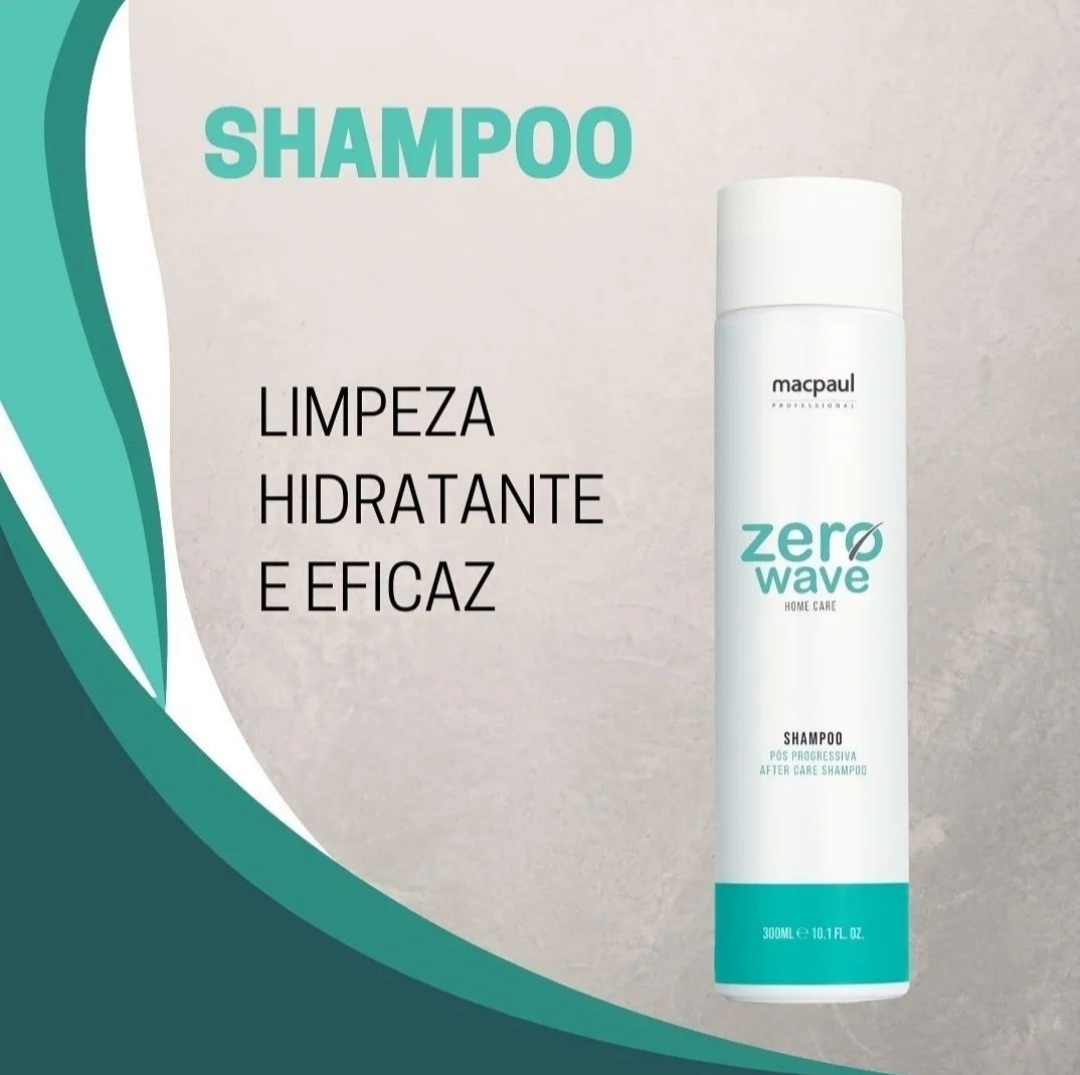 SHAMPOO
LIMPEZA
HIDRATANTE
E EFICAZ
macpaul
PROFESSIONAL
zero
wave
HOME CARE
SHAMPOO
PÓS PROGRESSIVA
AFTER CARE SHAMPOO
300ML ℮ 10.1 FL. OZ.